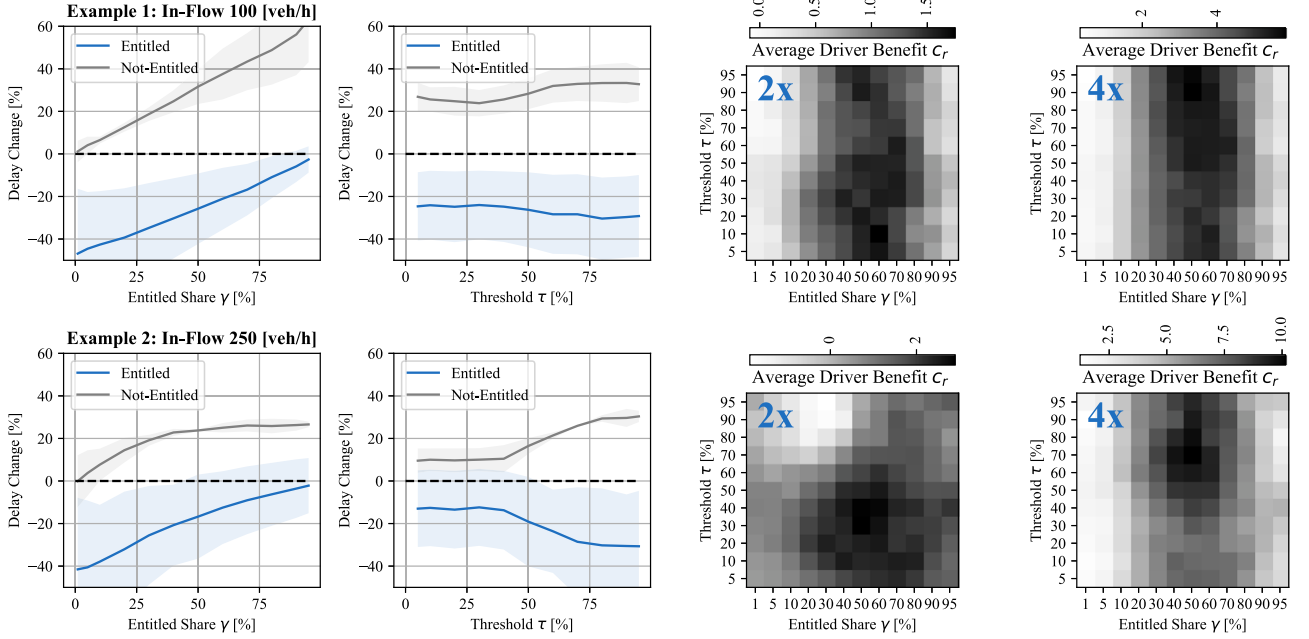 Example 1: In-Flow 100 [veh/h]
60
40
20
0
−20
−40
Delay Change [%]
Entitled
Not-Entitled
0
25
50
75
Entitled Share γ [%]
60
40
20
0
−20
−40
Delay Change [%]
Entitled
Not-Entitled
0
25
50
75
Threshold τ [%]
0.0
0.5
1.0
1.5
Average Driver Benefit cr
2x
95
90
80
70
60
50
40
30
20
10
5
Threshold τ [%]
1 5 10 20 30 40 50 60 70 80 90 95
Entitled Share γ [%]
2
4
Average Driver Benefit cr
4x
95
90
80
70
60
50
40
30
20
10
5
Threshold τ [%]
1 5 10 20 30 40 50 60 70 80 90 95
Entitled Share γ [%]
Example 2: In-Flow 250 [veh/h]
60
40
20
0
−20
−40
Delay Change [%]
Entitled
Not-Entitled
0
25
50
75
Entitled Share γ [%]
60
40
20
0
−20
−40
Delay Change [%]
Entitled
Not-Entitled
0
25
50
75
Threshold τ [%]
0
2
Average Driver Benefit cr
2x
95
90
80
70
60
50
40
30
20
10
5
Threshold τ [%]
1 5 10 20 30 40 50 60 70 80 90 95
Entitled Share γ [%]
2.5
5.0
7.5
10.0
Average Driver Benefit cr
4x
95
90
80
70
60
50
40
30
20
10
5
Threshold τ [%]
1 5 10 20 30 40 50 60 70 80 90 95
Entitled Share γ [%]